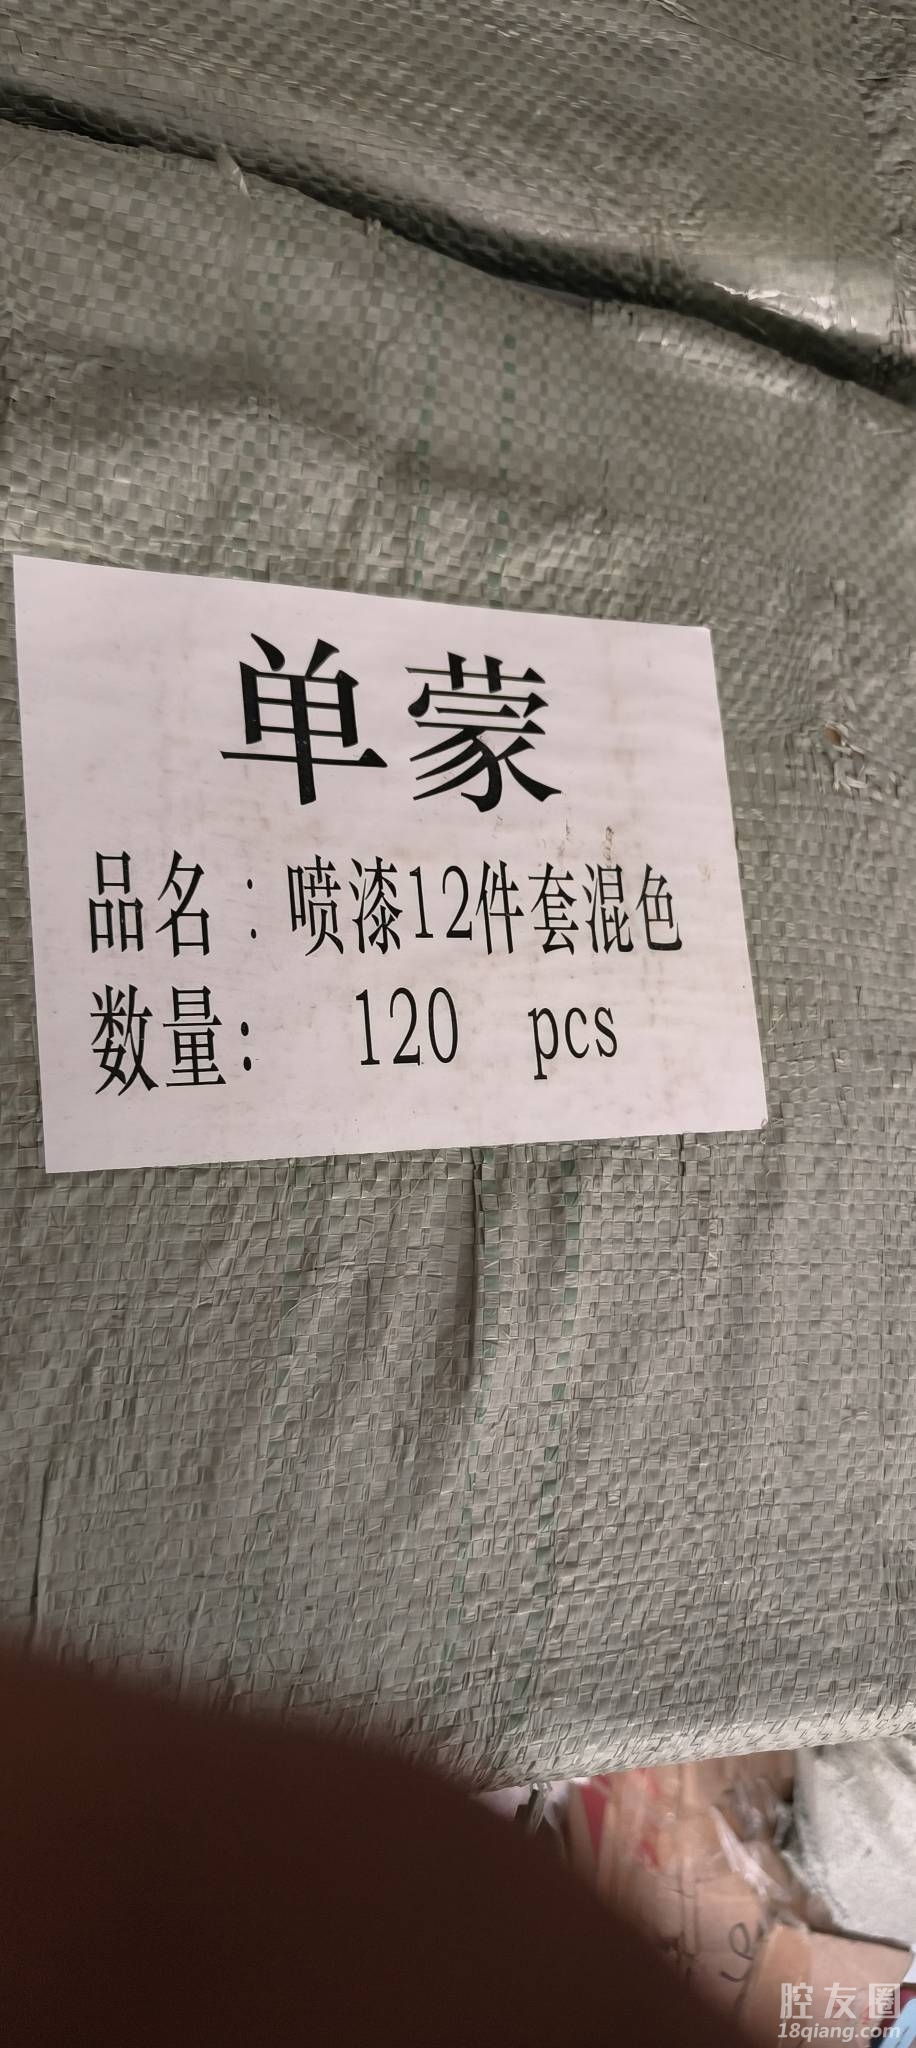 单蒙
品名：喷漆12件套混色
数量： 120 pcs
腔友圈
18qiang.com